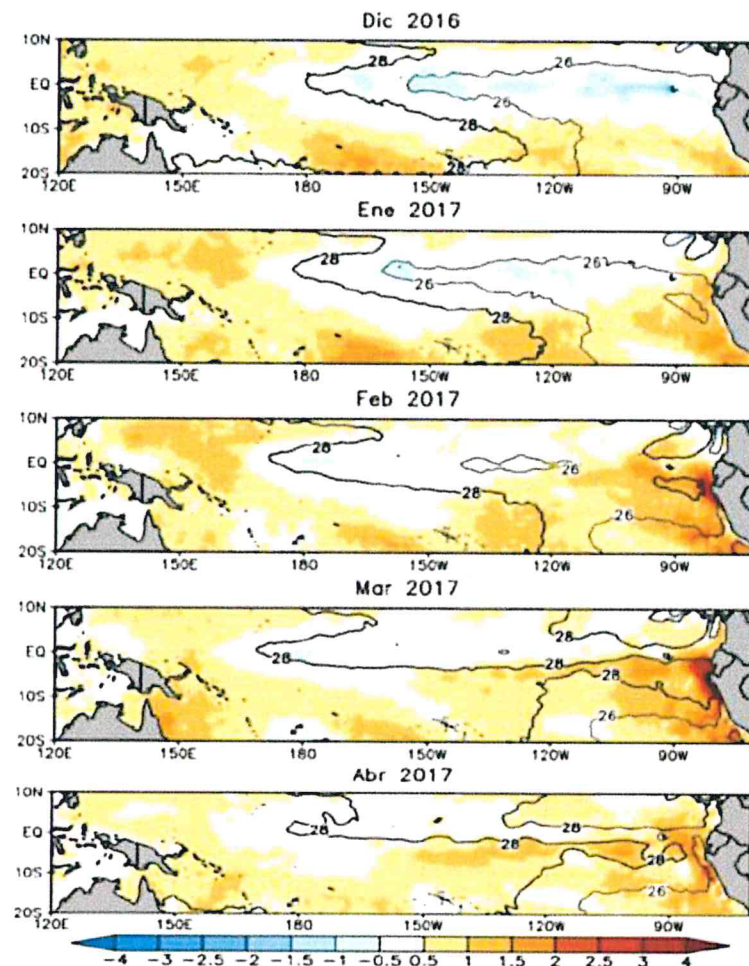 Dic 2016
10N
28
26
EQ
26
10S
28
28
20S
120E 150E 180 150W 120W 90W
Ene 2017
10N
28
26
EQ
26
10S
28
20S
120E 150E 180 150W 120W 90W
Feb 2017
10N
28
EQ
26
10S
28
26
20S
120E 150E 180 150W 120W 90W
Mar 2017
10N
28
EQ
28
28
10S
28
26
20S
120E 150E 180 150W 120W 90W
Abr 2017
10N
28
28
EQ
28
28
10S
26
20S
120E 150E 180 150W 120W 90W
-4 -3 -2.5 -2 -1.5 -1 -0.5 0.5 1 1.5 2 2.5 3 4